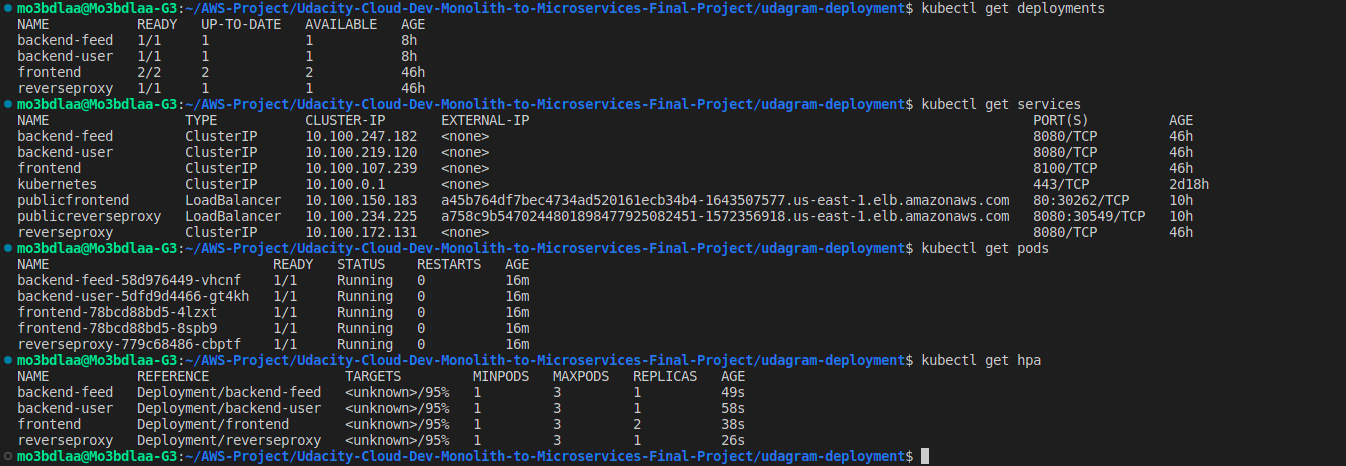 mo3bdlaa@Mo3bdlaa-G3:~/AWS-Project/Udacity-Cloud-Dev-Monolith-to-Microservices-Final-Project/udagram-deployment$ kubectl get deployments
NAME READY UP-TO-DATE AVAILABLE AGE
backend-feed 1/1 1 1 8h
backend-user 1/1 1 1 8h
frontend 2/2 2 2 46h
reverseproxy 1/1 1 1 46h
mo3bdlaa@Mo3bdlaa-G3:~/AWS-Project/Udacity-Cloud-Dev-Monolith-to-Microservices-Final-Project/udagram-deployment$ kubectl get services
NAME TYPE CLUSTER-IP EXTERNAL-IP PORT(S) AGE
backend-feed ClusterIP 10.100.247.182 <none> 8080/TCP 46h
backend-user ClusterIP 10.100.219.120 <none> 8080/TCP 46h
frontend ClusterIP 10.100.107.239 <none> 8100/TCP 46h
kubernetes ClusterIP 10.100.0.1 <none> 443/TCP 2d18h
publicfrontend LoadBalancer 10.100.150.183 a45b764df7bec4734ad520161ecb34b4-1643507577.us-east-1.elb.amazonaws.com 80:30262/TCP 10h
publicreverseproxy LoadBalancer 10.100.234.225 a758c9b5470244801898477925082451-1572356918.us-east-1.elb.amazonaws.com 8080:30549/TCP 10h
reverseproxy ClusterIP 10.100.172.131 <none> 8080/TCP 46h
mo3bdlaa@Mo3bdlaa-G3:~/AWS-Project/Udacity-Cloud-Dev-Monolith-to-Microservices-Final-Project/udagram-deployment$ kubectl get pods
NAME READY STATUS RESTARTS AGE
backend-feed-58d976449-vhcnf 1/1 Running 0 16m
backend-user-5dfd9d4466-gt4kh 1/1 Running 0 16m
frontend-78bcd88bd5-4lzxt 1/1 Running 0 16m
frontend-78bcd88bd5-8spb9 1/1 Running 0 16m
reverseproxy-779c68486-cbptf 1/1 Running 0 16m
mo3bdlaa@Mo3bdlaa-G3:~/AWS-Project/Udacity-Cloud-Dev-Monolith-to-Microservices-Final-Project/udagram-deployment$ kubectl get hpa
NAME REFERENCE TARGETS MINPODS MAXPODS REPLICAS AGE
backend-feed Deployment/backend-feed <unknown>/95% 1 3 1 49s
backend-user Deployment/backend-user <unknown>/95% 1 3 1 58s
frontend Deployment/frontend <unknown>/95% 1 3 2 38s
reverseproxy Deployment/reverseproxy <unknown>/95% 1 3 1 26s
mo3bdlaa@Mo3bdlaa-G3:~/AWS-Project/Udacity-Cloud-Dev-Monolith-to-Microservices-Final-Project/udagram-deployment$